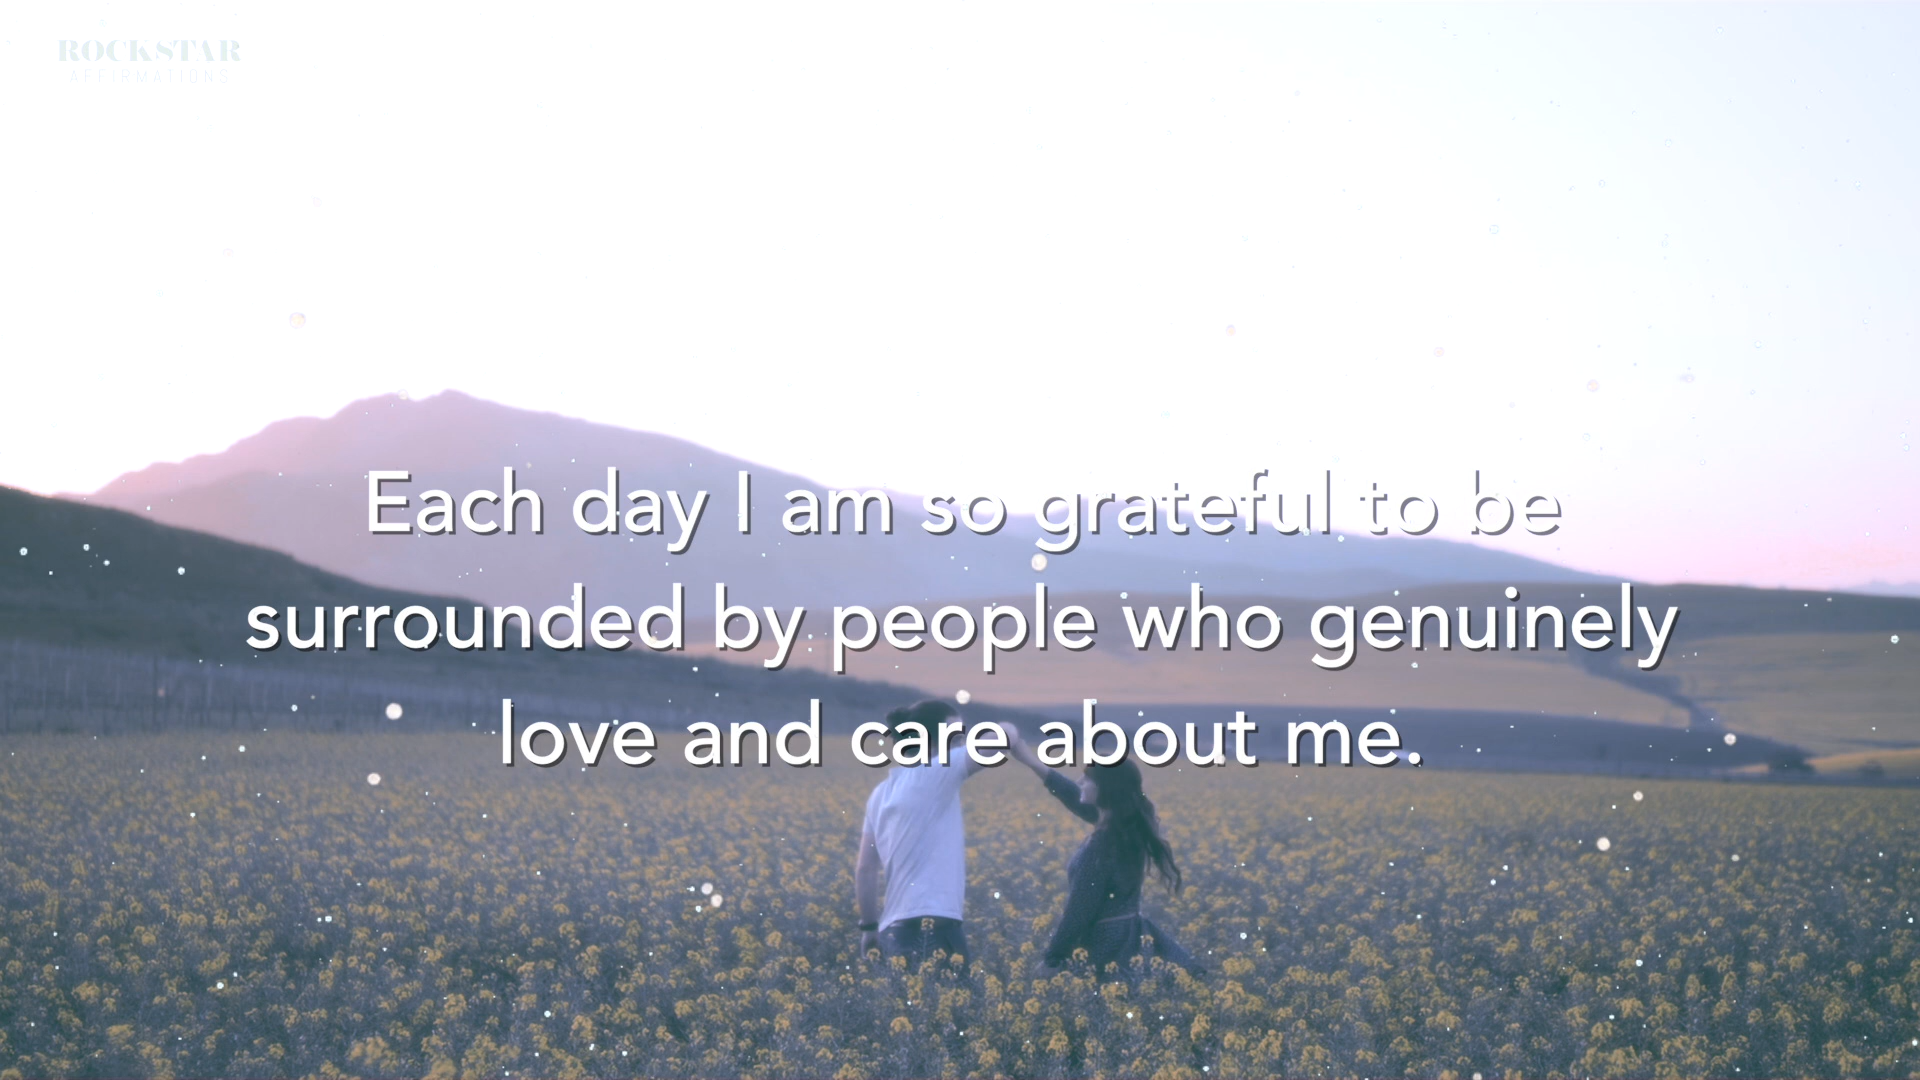 ROCKSTAR
AFFIRMATIONS
Each day I am so grateful to be
surrounded by people who genuinely
love and care about me.